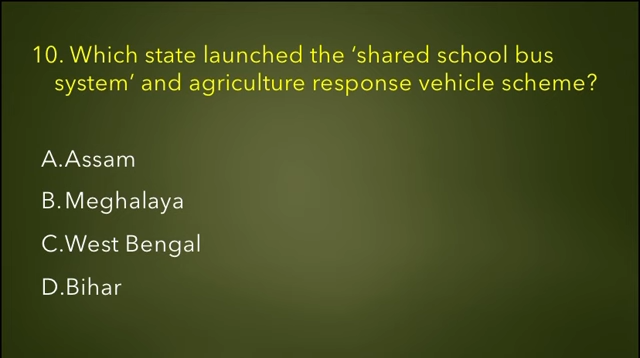 10. Which state launched the ‘shared school bus
system’ and agriculture response vehicle scheme?
A.Assam
B.Meghalaya
C.West Bengal
D.Bihar